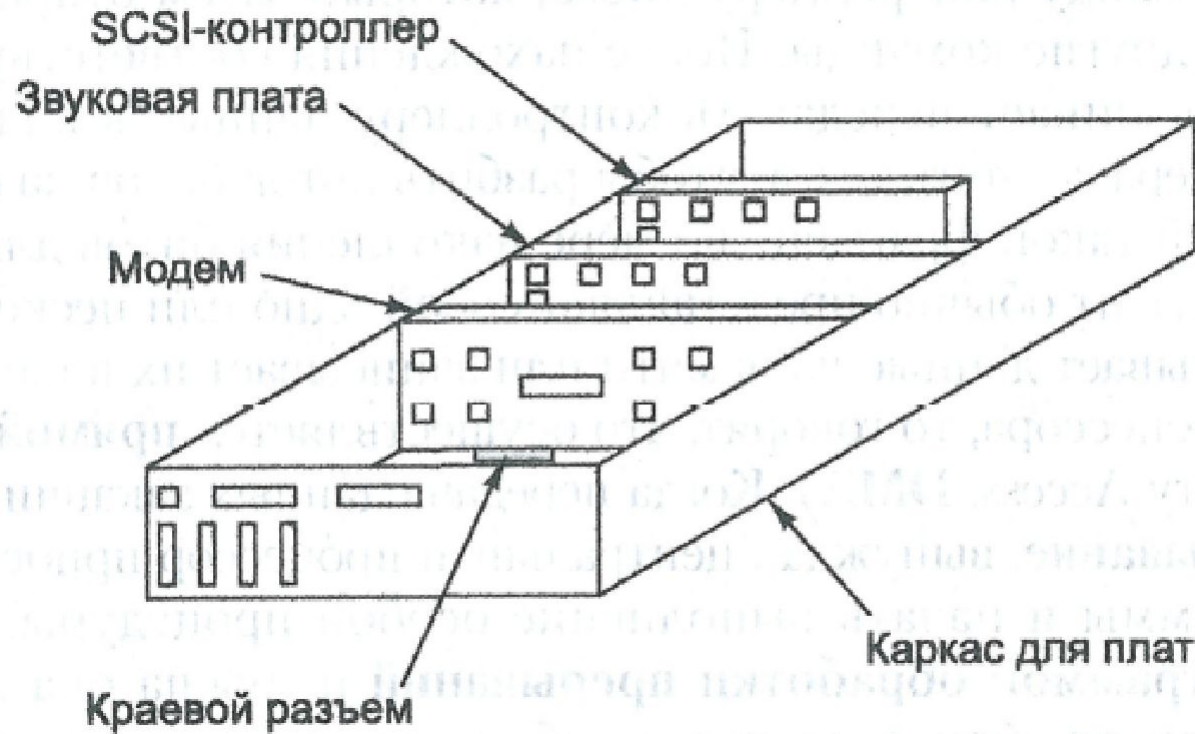 SCSI-контроллер
Звуковая плата
Модем
Каркас для плат
Краевой разъем